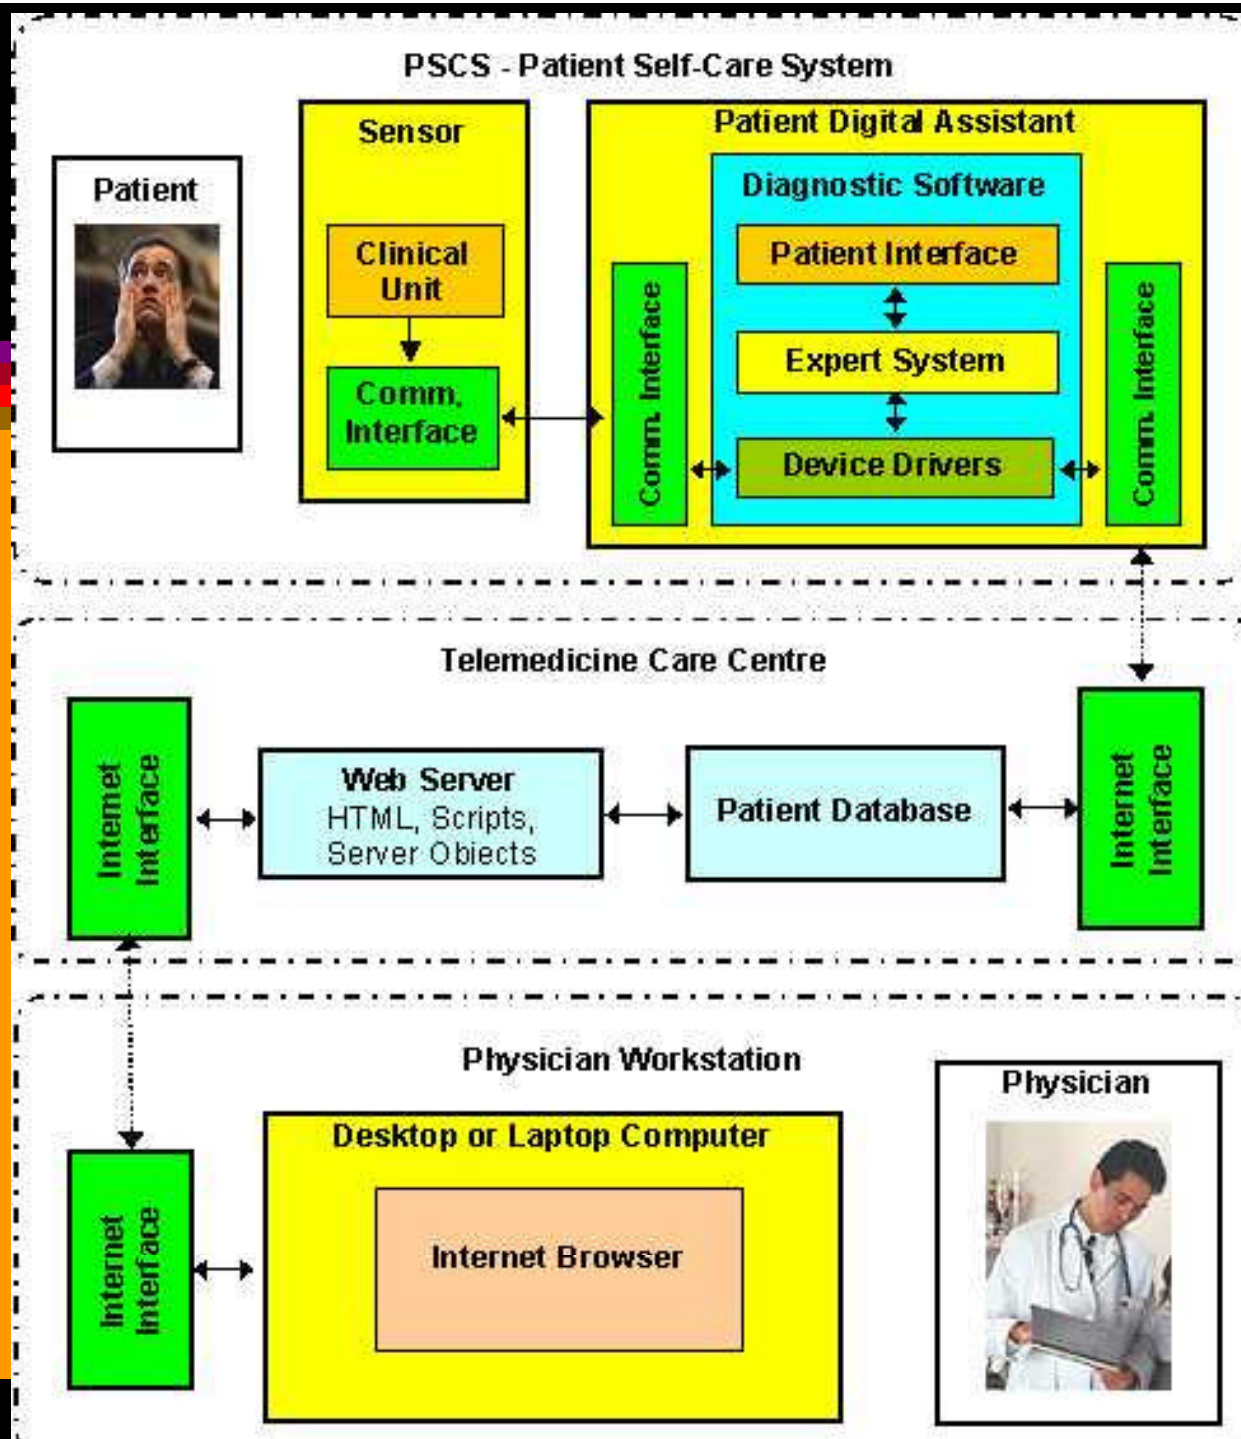 PSCS - Patient Self-Care System
Patient
Sensor
Clinical
Unit
Comm.
Interface
Patient Digital Assistant
Comm. Interface
Diagnostic Software
Patient Interface
Expert System
Device Drivers
Comm. Interface
Telemedicine Care Centre
Internet
Interface
Web Server
HTML, Scripts,
Server Objects
Patient Database
Internet
Interface
Physician Workstation
Internet
Interface
Desktop or Laptop Computer
Internet Browser
Physician